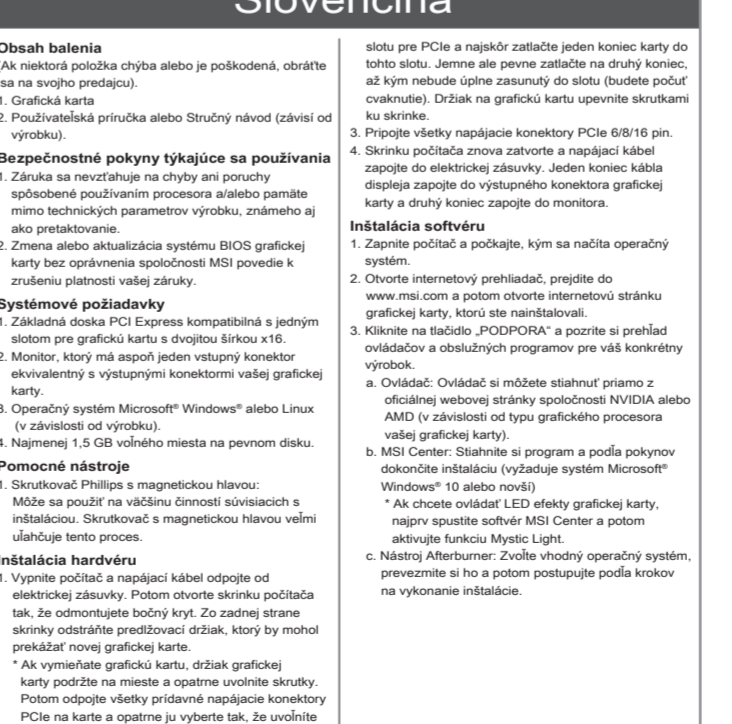 Slovenčina
Obsah balenia
(Ak niektorá položka chýba alebo je poškodená, obráťte
sa na svojho predajcu).
1. Grafická karta
2. Používateľská príručka alebo Stručný návod (závisí od
výrobku).
Bezpečnostné pokyny týkajúce sa používania
1. Záruka sa nevzťahuje na chyby ani poruchy
spôsobené používaním procesora a/alebo pamäte
mimo technických parametrov výrobku, známeho aj
ako pretaktovanie.
2. Zmena alebo aktualizácia systému BIOS grafickej
karty bez oprávnenia spoločnosti MSI povedie k
zrušeniu platnosti vašej záruky.
Systémové požiadavky
1. Základná doska PCI Express kompatibilná s jedným
slotom pre grafickú kartu s dvojitou šírkou x16.
2. Monitor, ktorý má aspoň jeden vstupný konektor
ekvivalentný s výstupnými konektormi vašej grafickej
karty.
3. Operačný systém Microsoft® Windows® alebo Linux
(v závislosti od výrobku).
4. Najmenej 1,5 GB voľného miesta na pevnom disku.
Pomocné nástroje
1. Skrutkovač Phillips s magnetickou hlavou:
Môže sa použiť na väčšinu činností súvisiacich s
inštaláciou. Skrutkovač s magnetickou hlavou veľmi
uľahčuje tento proces.
Inštalácia hardvéru
1. Vypnite počítač a napájací kábel odpojte od
elektrickej zásuvky. Potom otvorte skrinku počítača
tak, že odmontujete bočný kryt. Zo zadnej strane
skrinky odstráňte predlžovací držiak, ktorý by mohol
prekážať novej grafickej karte.
* Ak vymieňate grafickú kartu, držiak grafickej
karty podržte na mieste a opatrne uvolnite skrutky.
Potom odpojte všetky prídavné napájacie konektory
PCIe na karte a opatrne ju vyberte tak, že uvoľníte
slotu pre PCIe a najskôr zatlačte jeden koniec karty do
tohto slotu. Jemne ale pevne zatlačte na druhý koniec,
až kým nebude úplne zasunutý do slotu (budete počuť
cvaknutie). Držiak na grafickú kartu upevnite skrutkami
ku skrinke.
3. Pripojte všetky napájacie konektory PCIe 6/8/16 pin.
4. Skrinku počítača znova zatvorte a napájací kábel
zapojte do elektrickej zásuvky. Jeden koniec kábla
displeja zapojte do výstupného konektora grafickej
karty a druhý koniec zapojte do monitora.
Inštalácia softvéru
1. Zapnite počítač a počkajte, kým sa načíta operačný
systém.
2. Otvorte internetový prehliadač, prejdite do
www.msi.com a potom otvorte internetovú stránku
grafickej karty, ktorú ste nainštalovali.
3. Kliknite na tlačidlo „PODPORA“ a pozrite si prehľad
ovládačov a obslužných programov pre váš konkrétny
výrobok.
a. Ovládač: Ovládač si môžete stiahnuť priamo z
oficiálnej webovej stránky spoločnosti NVIDIA alebo
AMD (v závislosti od typu grafického procesora
vašej grafickej karty).
b. MSI Center: Stiahnite si program a podľa pokynov
dokončite inštaláciu (vyžaduje systém Microsoft®
Windows® 10 alebo novší)
* Ak chcete ovládať LED efekty grafickej karty,
najprv spustite softvér MSI Center a potom
aktivujte funkciu Mystic Light.
c. Nástroj Afterburner: Zvoľte vhodný operačný systém,
prevezmite si ho a potom postupujte podľa krokov
na vykonanie inštalácie.